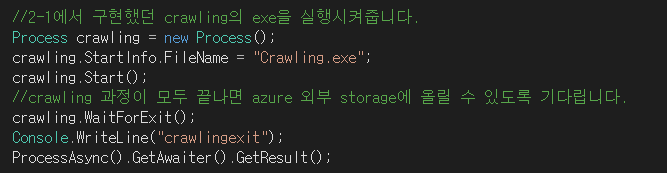 //2-1에서 구현했던 crawling의 exe을 실행시켜줍니다.
Process crawling = new Process();
crawling.StartInfo.FileName = "Crawling.exe";
crawling.Start();
//crawling 과정이 모두 끝나면 azure 외부 storage에 올릴 수 있도록 기다립니다.
crawling.WaitForExit();
Console.WriteLine("crawlingexit");
ProcessAsync().GetAwaiter().GetResult();